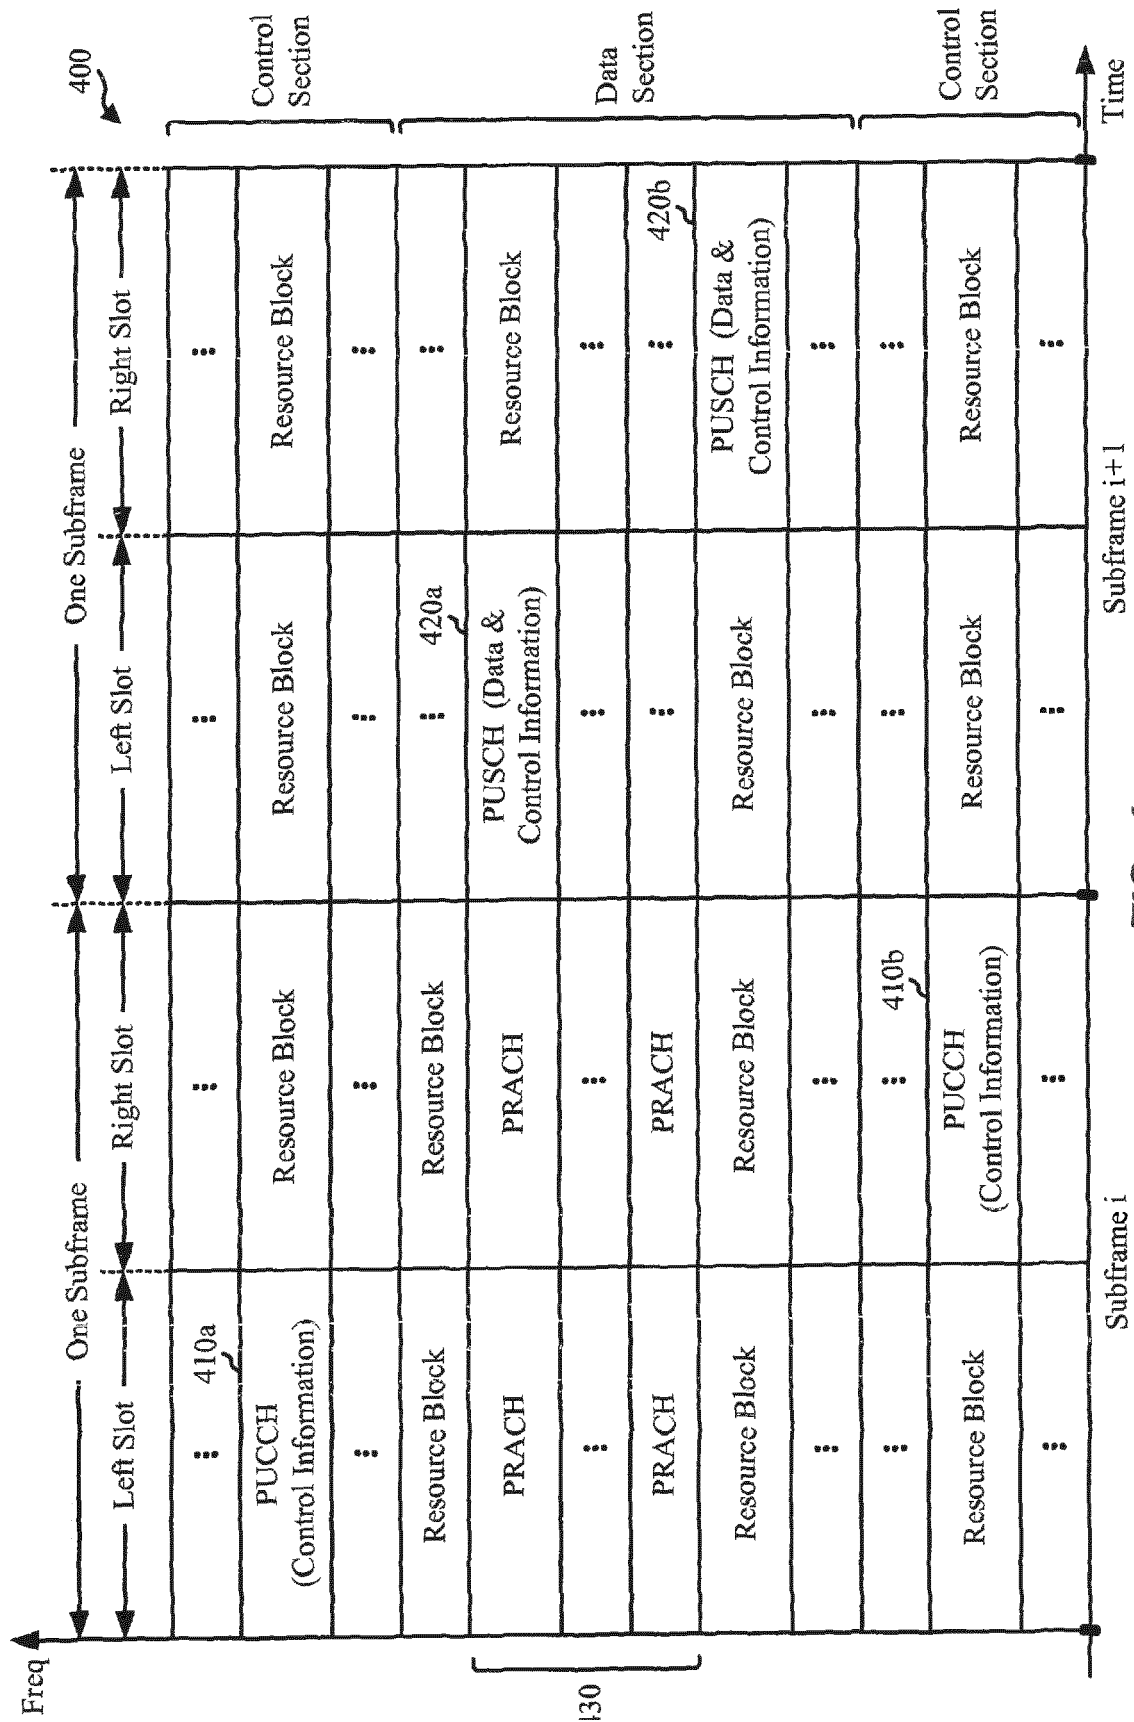 400
Freq
One Subframe
One Subframe
Left Slot
Right Slot
Left Slot
Right Slot
410a
PUCCH
(Control Information)
Resource Block
Resource Block
Resource Block
Control
Section
Resource Block
Resource Block
420a
430
PRACH
PRACH
PUSCH (Data &
Control Information)
Resource Block
Data
Section
PRACH
PRACH
420b
Resource Block
Resource Block
Resource Block
PUSCH (Data &
Control Information)
410b
Resource Block
PUCCH
(Control Information)
Resource Block
Resource Block
Control
Section
Subframe i
Subframe i+1
Time